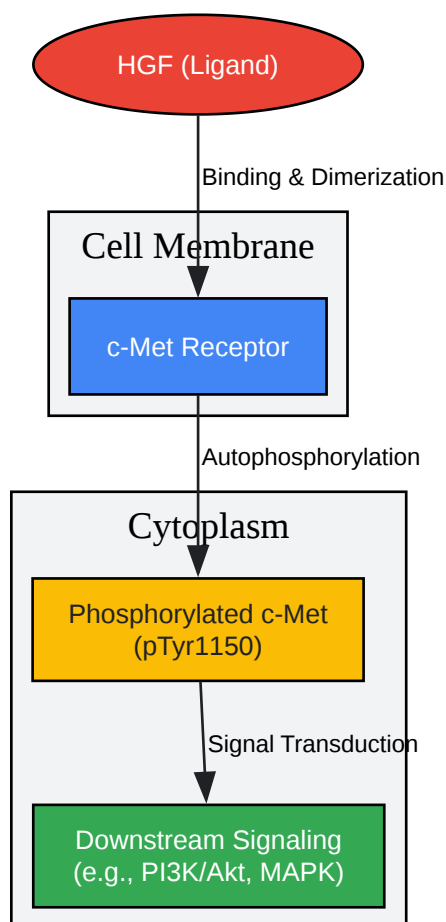 HGF (Ligand)
Binding & Dimerization
Cell Membrane
c-Met Receptor
Autophosphorylation
Cytoplasm
Phosphorylated c-Met
(pTyr1150)
Signal Transduction
Downstream Signaling
(e.g., PI3K/Akt, MAPK)